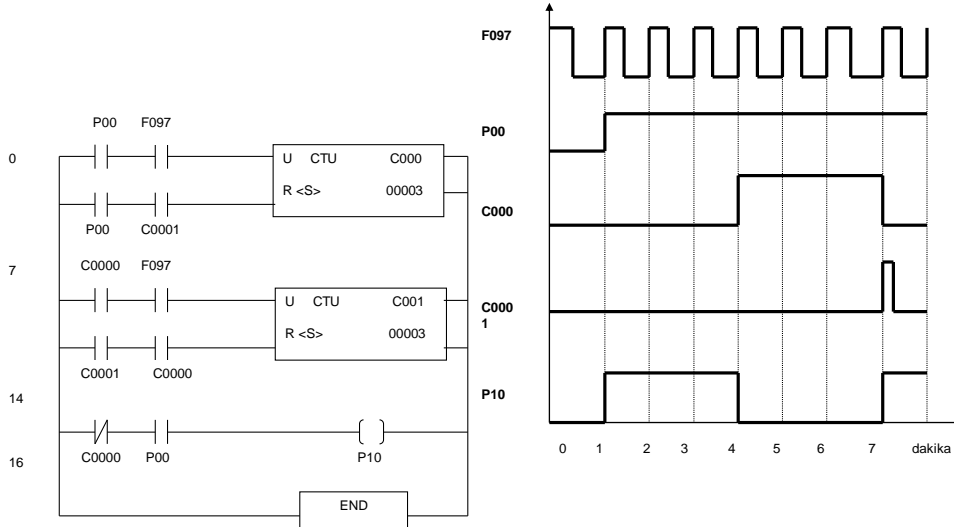 P00 F097
0
U CTU C000
R <S> 00003
P00 C0001
7
C0000 F097
U CTU C001
R <S> 00003
C0001 C0000
14
C0000 P00 P10
16
END
F097
P00
C000
C000
1
P10
0 1 2 3 4 5 6 7 dakika